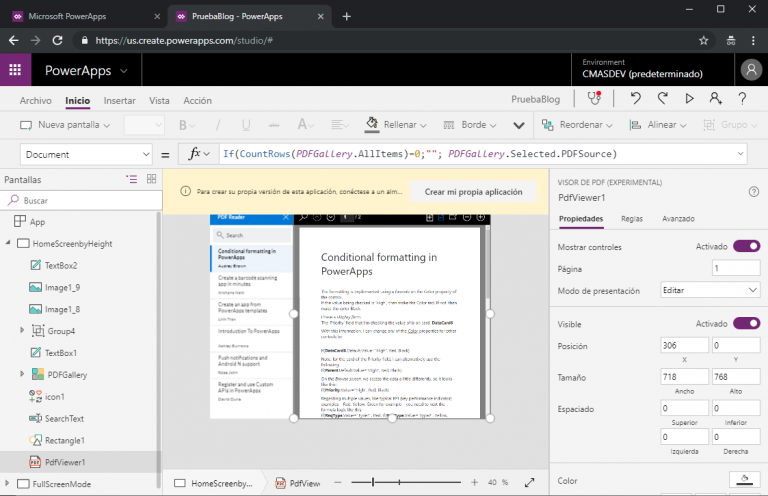 Microsoft PowerApps
PruebaBlog - PowerApps
https://us.create.powerapps.com/studio/#
PowerApps
Environment
CMASDEV (predeterminado)
Archivo Inicio Insertar Vista Acción
PruebaBlog
Nueva pantalla
Rellenar
Borde
Reordenar
Alinear
Grupo
Document = fx If(CountRows(PDFGallery.AllItems)=0;""; PDFGallery.Selected.PDFSource)
Pantallas
Buscar
App
HomeScreenbyHeight
TextBox2
Image1_9
Image1_8
Group4
TextBox1
PDFGallery
icon1
SearchText
Rectangle1
PdfViewer1
FullScreenMode
Para crear su propia versión de esta aplicación, conéctese a un alm...
Crear mi propia aplicación
PDF Reader
1 / 2
Search
Conditional formatting in
PowerApps
Audrey Brown
Create a barcode scanning
app in minutes
Create an app from
PowerApps templates
Introduction To PowerApps
Ashley Burrows
Push notifications and
Android N support
Register and use Custom
APIs in PowerApps
Conditional formatting in
PowerApps
HomeScreenby...
PdfView
40 %
VISOR DE PDF (EXPERIMENTAL)
PdfViewer1
Propiedades Reglas Avanzado
Mostrar controles Activado
Página 1
Modo de presentación Editar
Visible Activado
Posición 306 0
X Y
Tamaño 718 768
Ancho Alto
Espaciado 0 0
Superior Inferior
0 0
Izquierda Derecha
Color